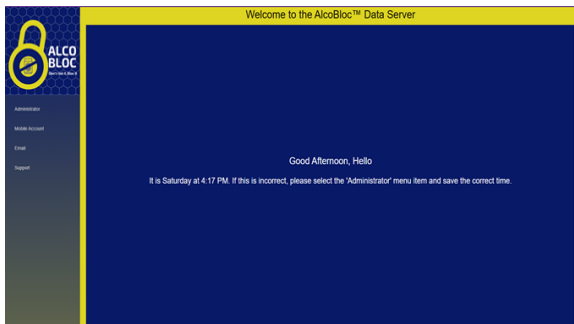 Welcome to the AlcoBloc™ Data Server
ALCO
BLOC
Administrator
Mobile Account
Email
Support
Good Afternoon, Hello
It is Saturday at 4:17 PM. If this is incorrect, please select the 'Administrator' menu item and save the correct time.